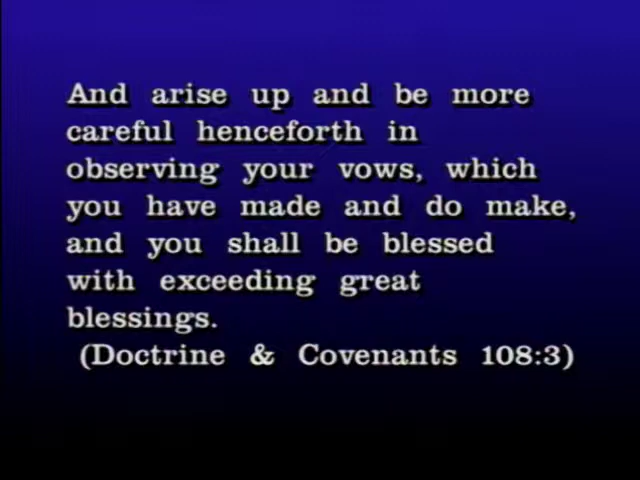 And arise up and be more
careful henceforth in
observing your vows, which
you have made and do make,
and you shall be blessed
with exceeding great
blessings.
(Doctrine & Covenants 108:3)